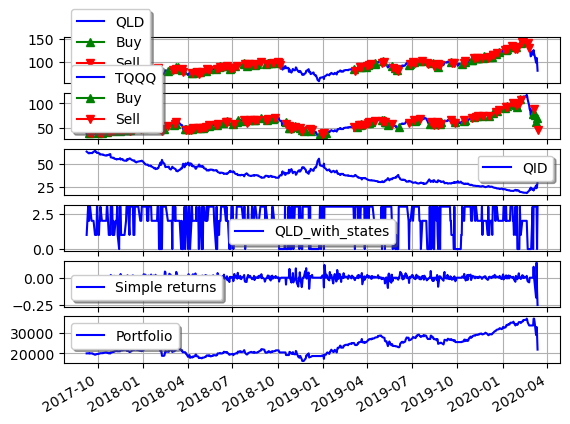 QLD
Buy
Sell
150
100
TQQQ
Buy
Sell
100
50
QID
50
25
QLD_with_states
2.5
0.0
Simple returns
0.00
−0.25
Portfolio
30000
20000
2017-10
2018-01
2018-04
2018-07
2018-10
2019-01
2019-04
2019-07
2019-10
2020-01
2020-04